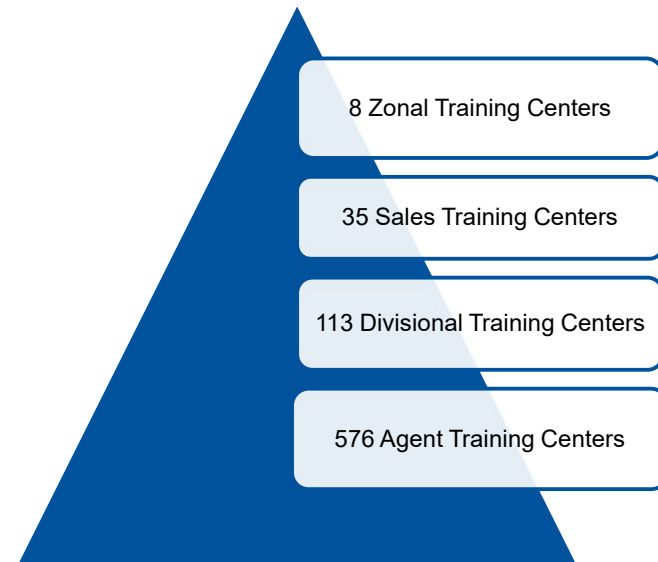 8 Zonal Training Centers
35 Sales Training Centers
113 Divisional Training Centers
576 Agent Training Centers